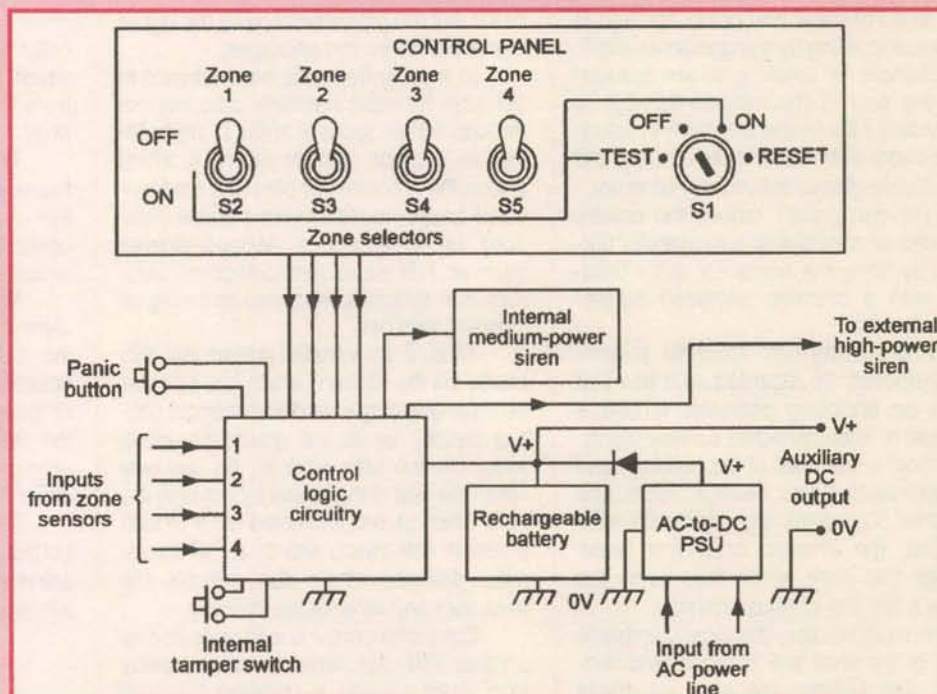 CONTROL PANEL
Zone 1
Zone 2
Zone 3
Zone 4
OFF
ON
OFF
ON
TEST
RESET
S2
S3
S4
S5
S1
Zone selectors
Internal
medium-power
siren
To external
high-power
siren
Panic
button
V+
V+
V+
1
2
3
4
Control
logic
circuitry
Inputs
from zone
sensors
Rechargeable
battery
AC-to-DC
PSU
Auxiliary
DC
output
0V
0V
Internal
tamper switch
Input from
AC power
line